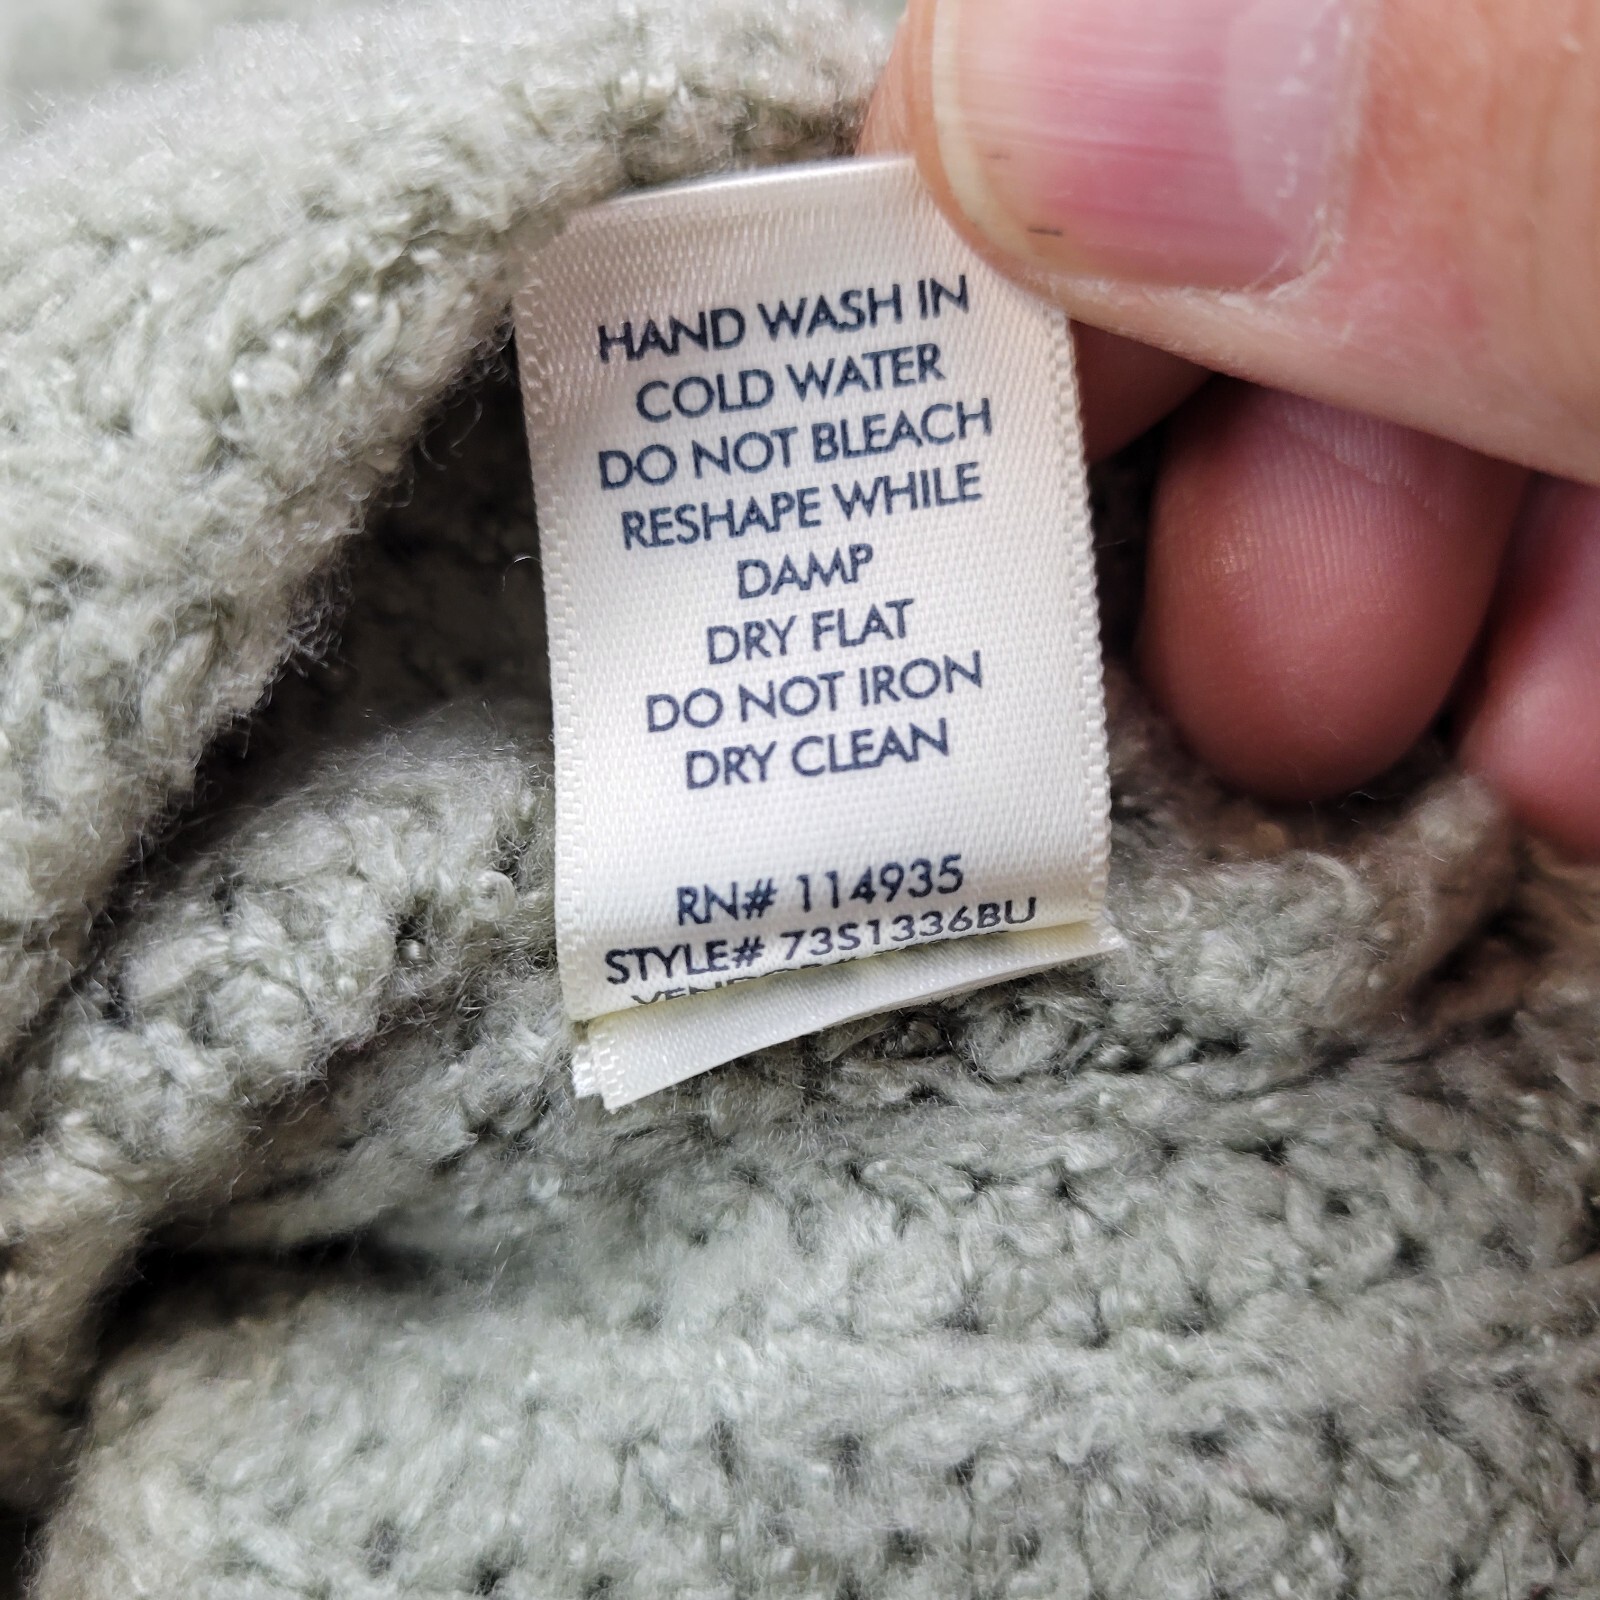 HAND WASH IN
COLD WATER
DO NOT BLEACH
RESHAPE WHILE
DAMP
DRY FLAT
DO NOT IRON
DRY CLEAN
RN# 114935
STYLE# 73S1336BU